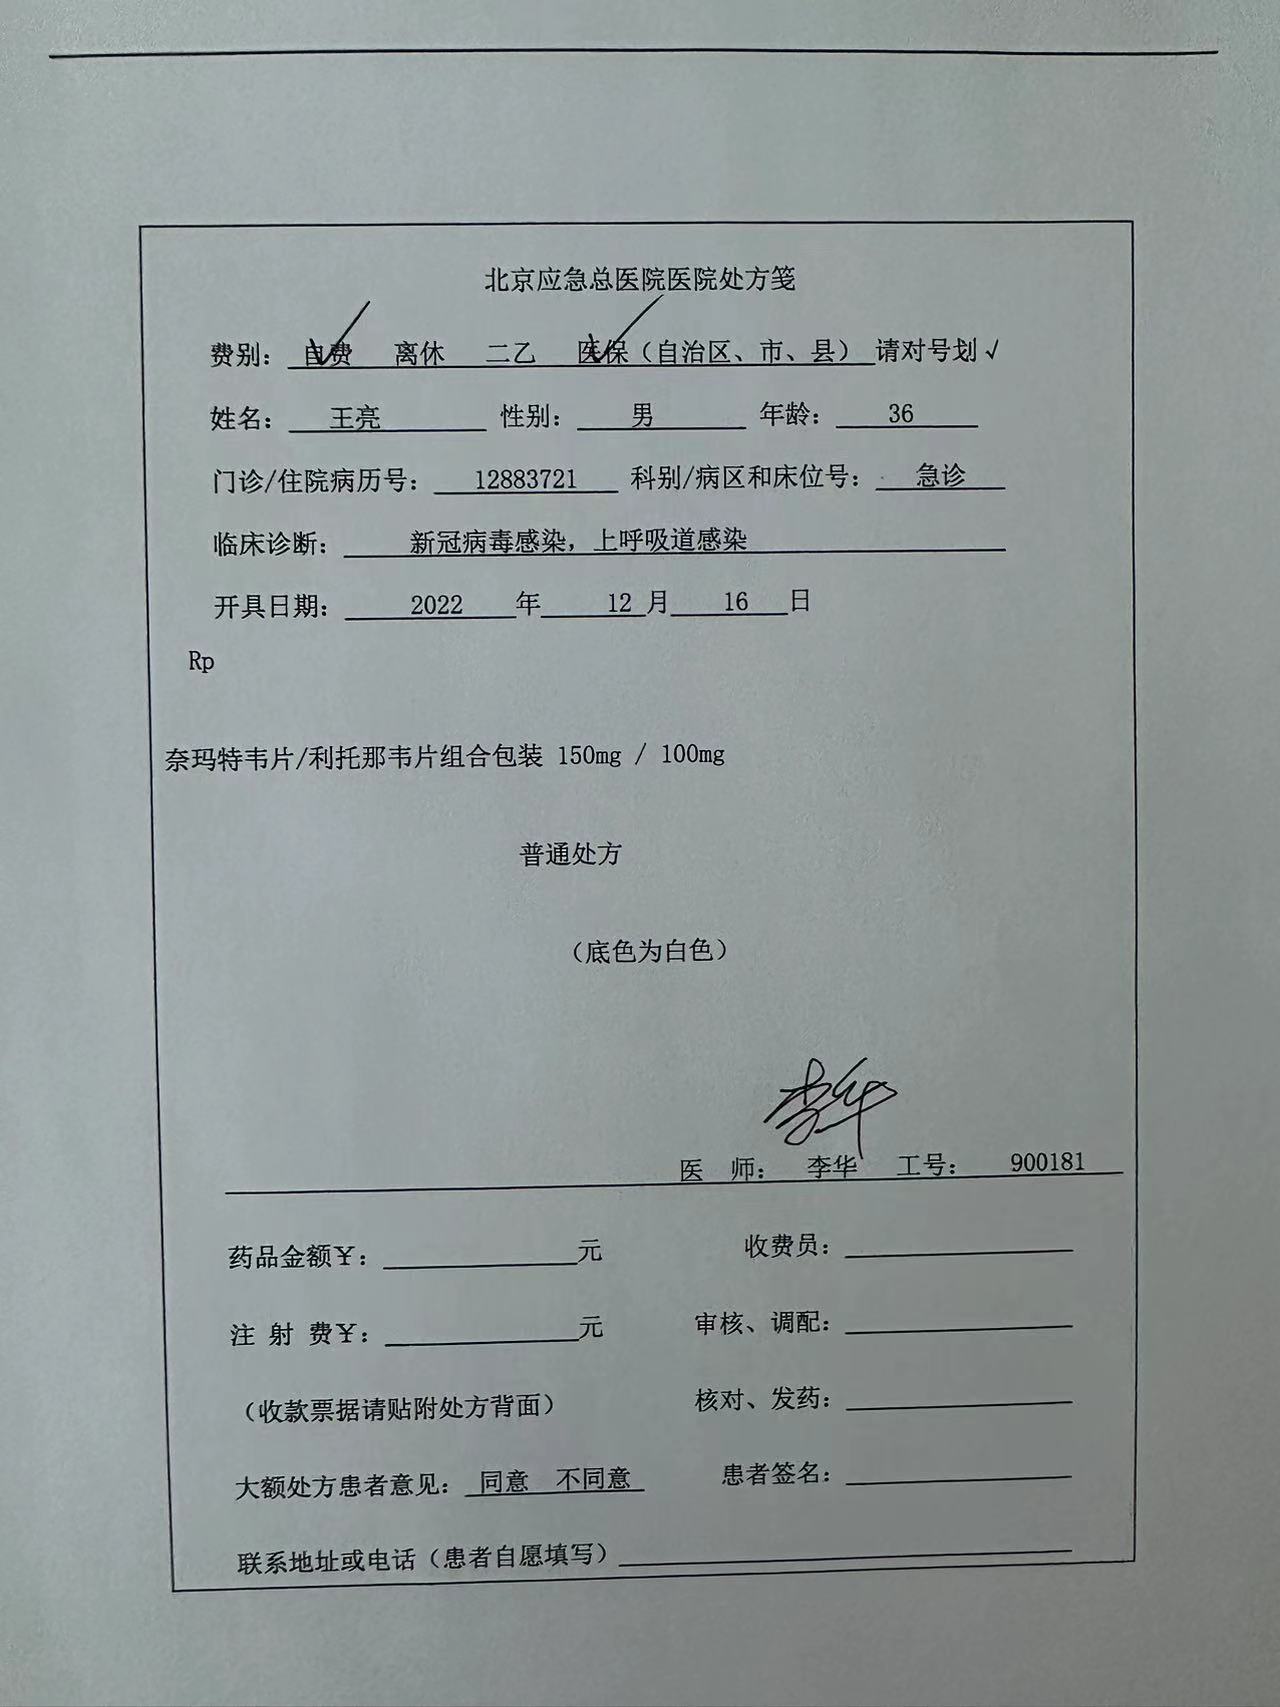 北京应急总医院医院处方笺
费别： 自费 离休 二乙 医保（自治区、市、县） 请对号划√
姓名： 王亮 性别： 男 年龄： 36
门诊/住院病历号： 12883721 科别/病区和床位号： 急诊
临床诊断： 新冠病毒感染，上呼吸道感染
开具日期： 2022 年 12 月 16 日
Rp
奈玛特韦片/利托那韦片组合包装 150mg / 100mg
普通处方
（底色为白色）
李华
医 师： 李华 工号： 900181
药品金额￥： 元 收费员：
注 射 费￥： 元 审核、调配：
（收款票据请贴附处方背面） 核对、发药：
大额处方患者意见： 同意 不同意 患者签名：
联系地址或电话（患者自愿填写）